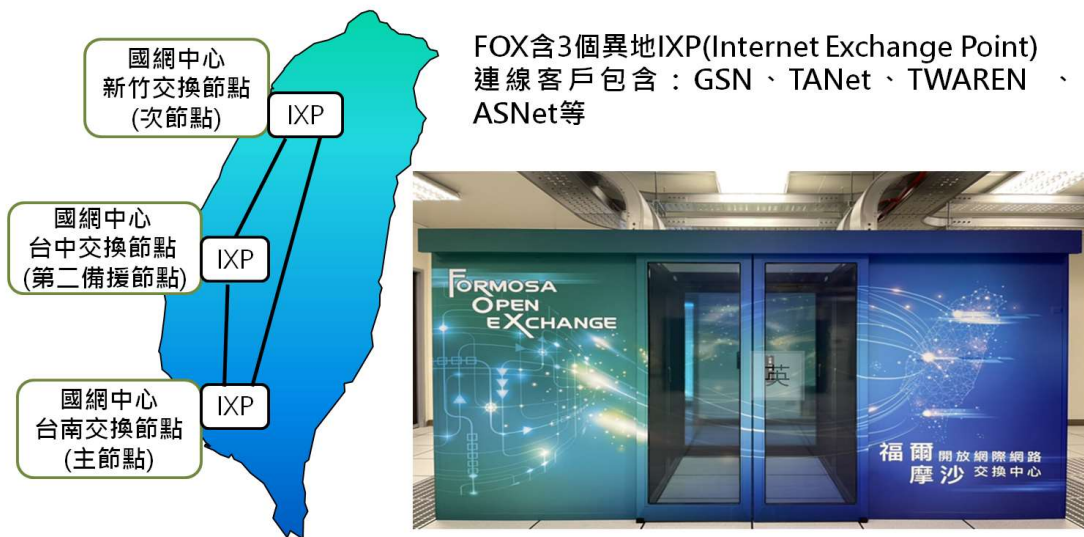 國網中心
新竹交換節點
(次節點)
IXP
國網中心
台中交換節點
(第二備援節點)
IXP
國網中心
台南交換節點
(主節點)
IXP
FOX含3個異地IXP(Internet Exchange Point)
連線客戶包含：GSN、TANet、TWAREN、
ASNet等
FORMOSA
OPEN
EXCHANGE
英
福爾 開放網際網路
摩沙 交換中心